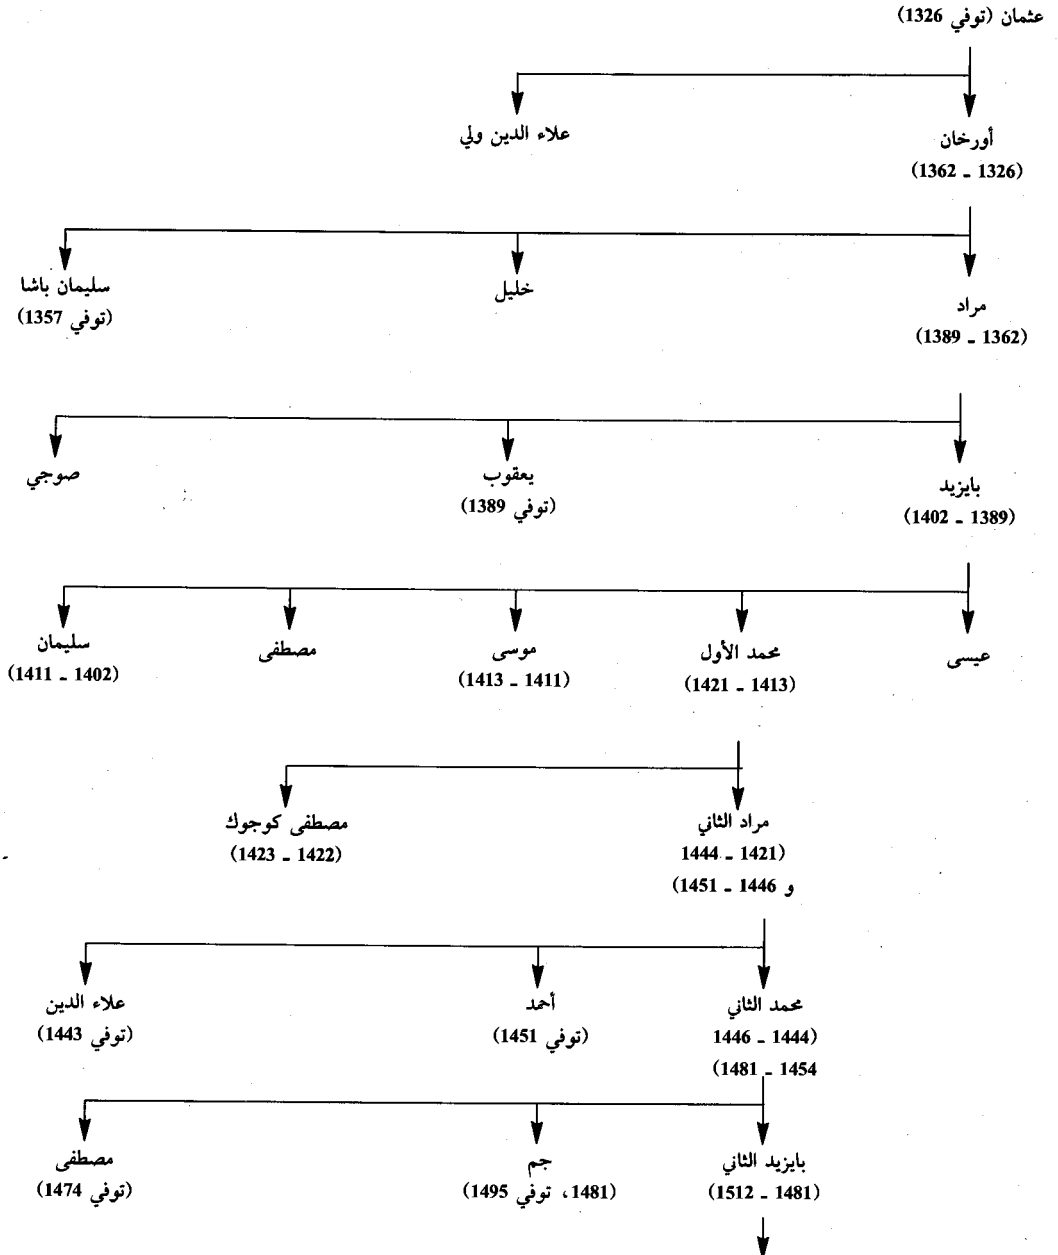 عثمان (توفي 1326)
أورخان
(1326 ـ 1362)
علاء الدين ولي
مراد
(1362 ـ 1389)
خليل
سليمان باشا
(توفي 1357)
بايزيد
(1389 ـ 1402)
يعقوب
(توفي 1389)
صوجي
عيسى
محمد الأول
(1413 ـ 1421)
موسى
(1411 ـ 1413)
مصطفى
سليمان
(1402 ـ 1411)
مراد الثاني
(1421 ـ 1444
و 1446 ـ 1451)
مصطفى كوجوك
(1422 ـ 1423)
محمد الثاني
(1444 ـ 1446
1454 ـ 1481)
أحمد
(توفي 1451)
علاء الدين
(توفي 1443)
بايزيد الثاني
(1481 ـ 1512)
جم
(1481، توفي 1495)
مصطفى
(توفي 1474)